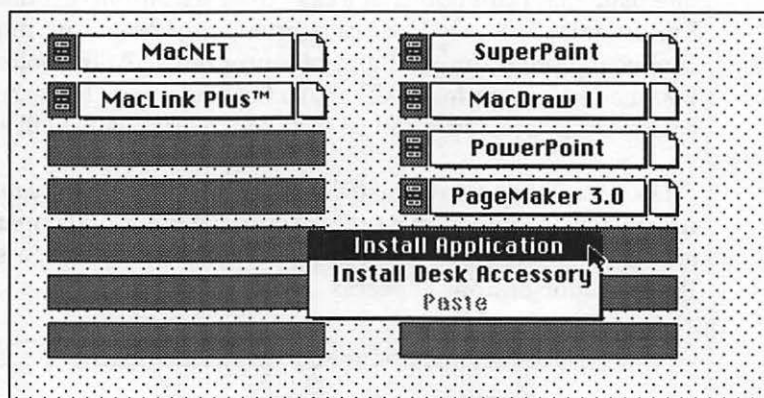 MacNET
MacLink Plus™
SuperPaint
MacDraw II
PowerPoint
PageMaker 3.0
Install Application
Install Desk Accessory
Paste